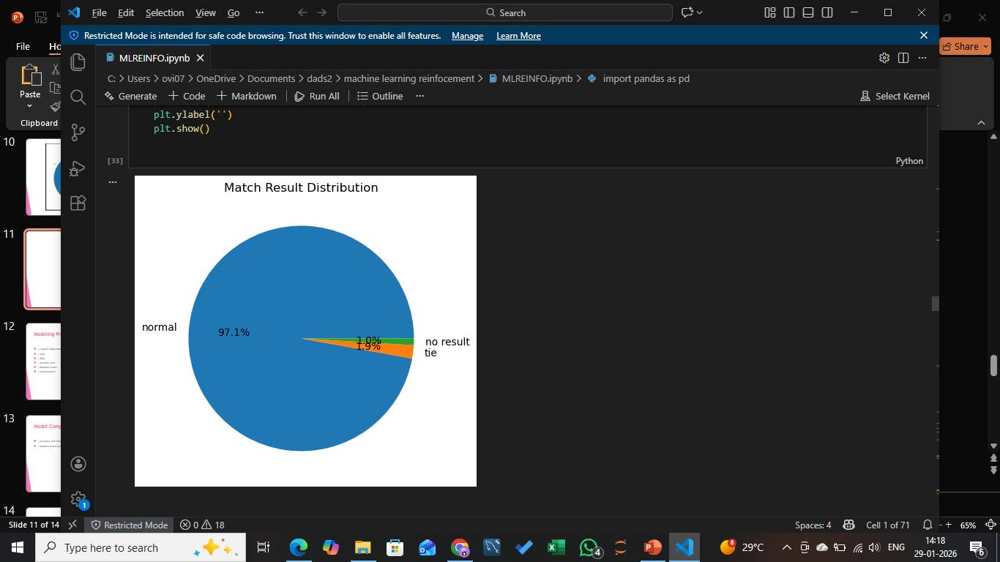 File Edit Selection View Go ··· Search
Restricted Mode is intended for safe code browsing. Trust this window to enable all features. Manage Learn More
File
Share
MLREINFO.ipynb
C: > Users > ovi07 > OneDrive > Documents > dads2 > machine learning reinfocement > MLREINFO.ipynb > import pandas as pd
Generate + Code + Markdown Run All Outline ··· Select Kernel
Paste
Clipboard
plt.ylabel('')
plt.show()
[33]
Python
10
11
12
13
14
Match Result Distribution
normal
97.1%
1.0%
1.9%
no result
tie
1
Slide 11 of 14
Restricted Mode 0 18 Spaces: 4 Cell 1 of 71
65%
Type here to search
4
8
29°C
ENG
14:18
29-01-2026
6